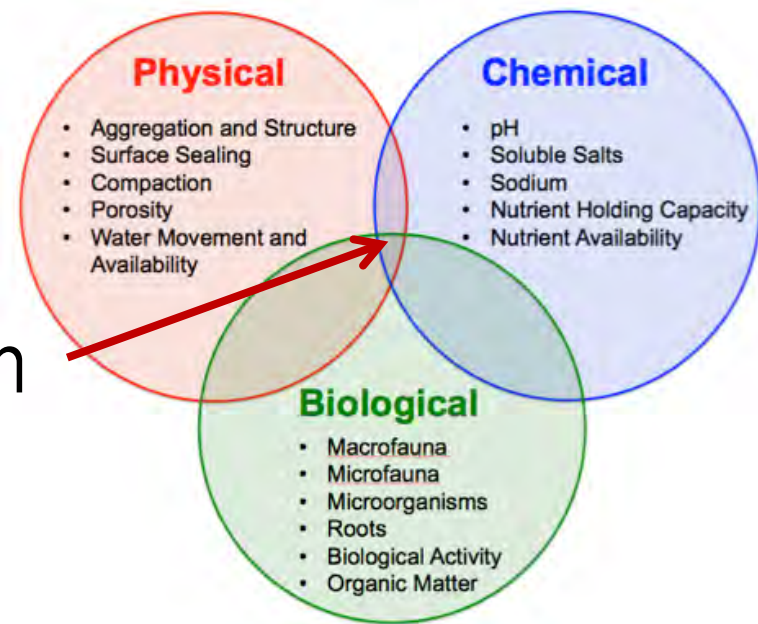 Physical
• Aggregation and Structure
• Surface Sealing
• Compaction
• Porosity
• Water Movement and
Availability
Chemical
• pH
• Soluble Salts
• Sodium
• Nutrient Holding Capacity
• Nutrient Availability
n
Biological
• Macrofauna
• Microfauna
• Microorganisms
• Roots
• Biological Activity
• Organic Matter